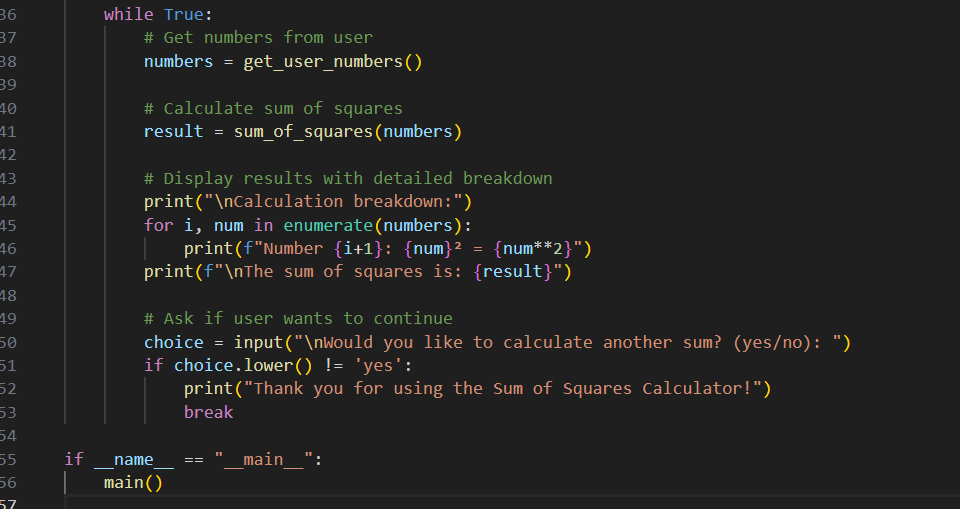 36 while True:
37 # Get numbers from user
38 numbers = get_user_numbers()
39
40 # Calculate sum of squares
41 result = sum_of_squares(numbers)
42
43 # Display results with detailed breakdown
44 print("\nCalculation breakdown:")
45 for i, num in enumerate(numbers):
46 print(f"Number {i+1}: {num}² = {num**2}")
47 print(f"\nThe sum of squares is: {result}")
48
49 # Ask if user wants to continue
50 choice = input("\nWould you like to calculate another sum? (yes/no): ")
51 if choice.lower() != 'yes':
52 print("Thank you for using the Sum of Squares Calculator!")
53 break
54
55 if __name__ == "__main__":
56 main()
57